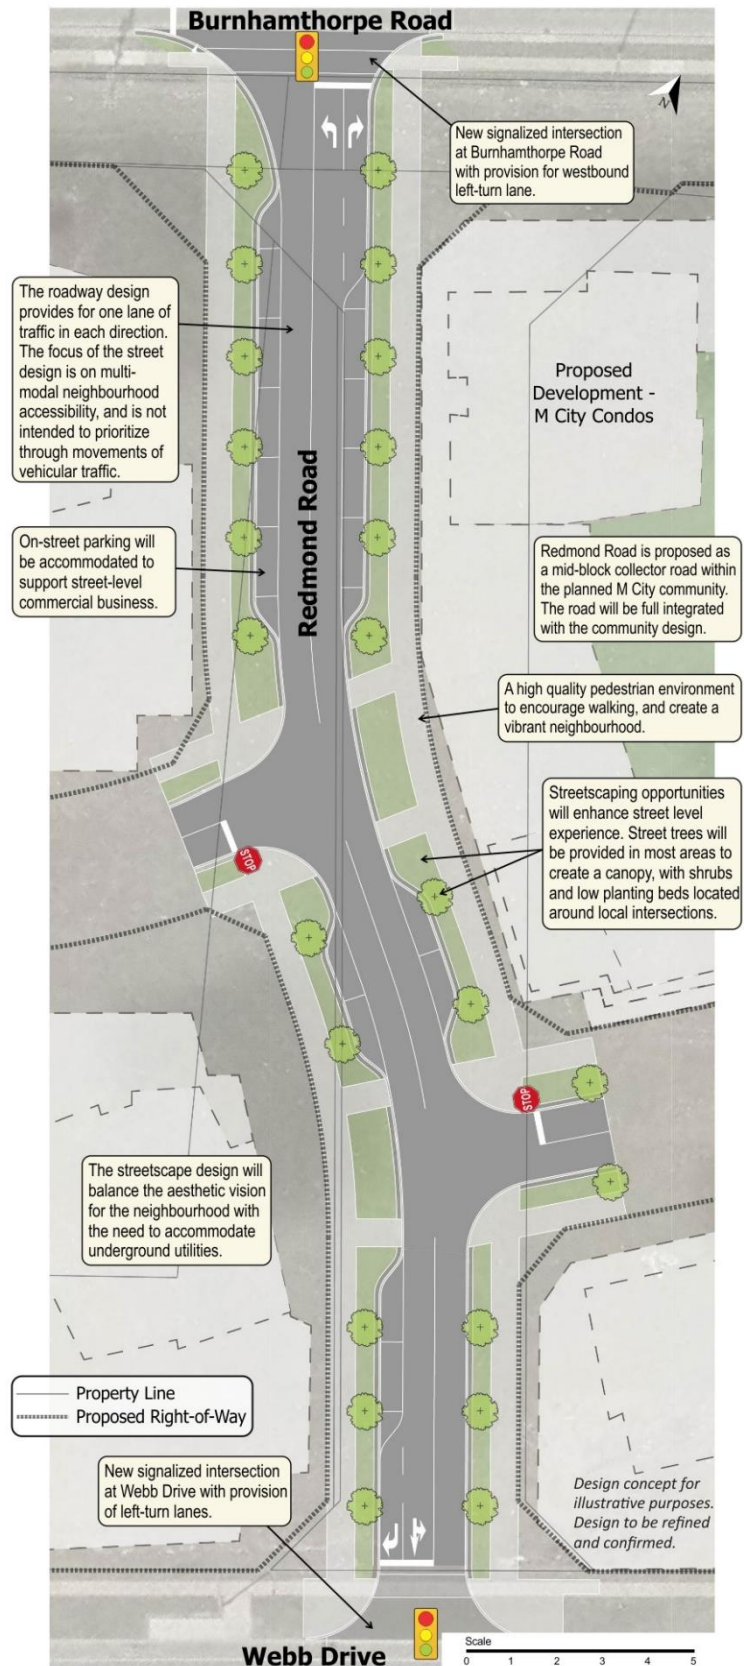 Burnhamthorpe Road
N
New signalized intersection
at Burnhamthorpe Road
with provision for westbound
left-turn lane.
The roadway design
provides for one lane of
traffic in each direction.
The focus of the street
design is on multi-
modal neighbourhood
accessibility, and is not
intended to prioritize
through movements of
vehicular traffic.
Proposed
Development -
M City Condos
On-street parking will
be accommodated to
support street-level
commercial business.
Redmond Road
Redmond Road is proposed as
a mid-block collector road within
the planned M City community.
The road will be full integrated
with the community design.
A high quality pedestrian environment
to encourage walking, and create a
vibrant neighbourhood.
Streetscaping opportunities
will enhance street level
experience. Street trees will
be provided in most areas to
create a canopy, with shrubs
and low planting beds located
around local intersections.
STOP
STOP
The streetscape design will
balance the aesthetic vision
for the neighbourhood with
the need to accommodate
underground utilities.
Property Line
Proposed Right-of-Way
New signalized intersection
at Webb Drive with provision
of left-turn lanes.
Design concept for
illustrative purposes.
Design to be refined
and confirmed.
Webb Drive
Scale
0 1 2 3 4 5